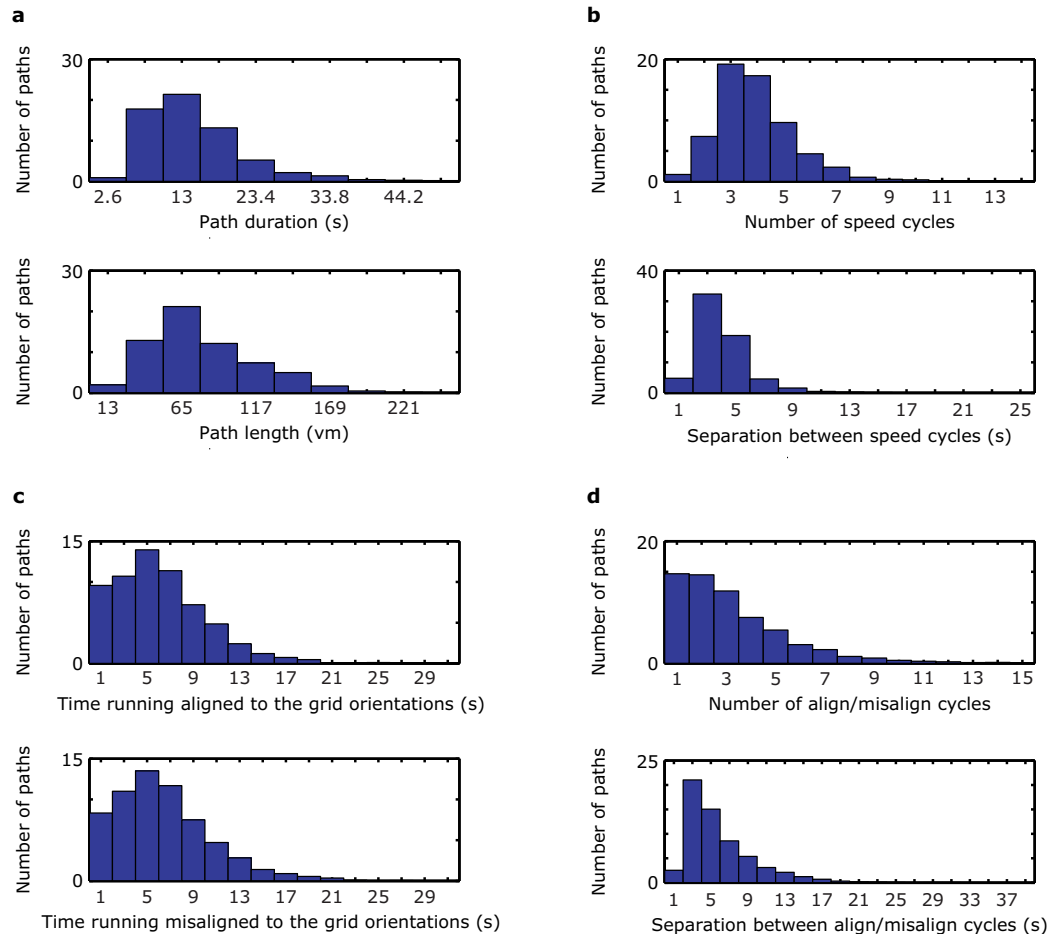 a
30
0
Number of paths
2.6 13 23.4 33.8 44.2
Path duration (s)
30
0
Number of paths
13 65 117 169 221
Path length (vm)
b
20
0
Number of paths
1 3 5 7 9 11 13
Number of speed cycles
40
0
Number of paths
1 5 9 13 17 21 25
Separation between speed cycles (s)
c
15
0
Number of paths
1 5 9 13 17 21 25 29
Time running aligned to the grid orientations (s)
15
0
Number of paths
1 5 9 13 17 21 25 29
Time running misaligned to the grid orientations (s)
d
20
0
Number of paths
1 3 5 7 9 11 13 15
Number of align/misalign cycles
25
0
Number of paths
1 5 9 13 17 21 25 29 33 37
Separation between align/misalign cycles (s)